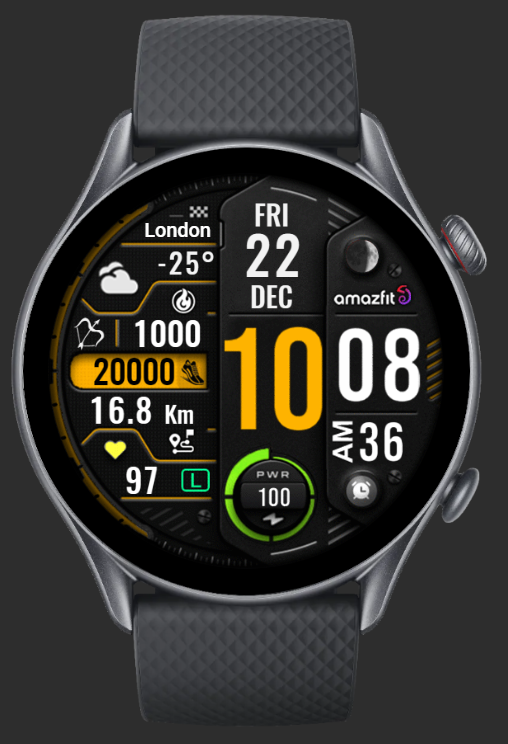 London
-25°
1000
20000
16.8 Km
97 L
FRI
22
DEC
10
PWR
100
amazfit
08
AM 36